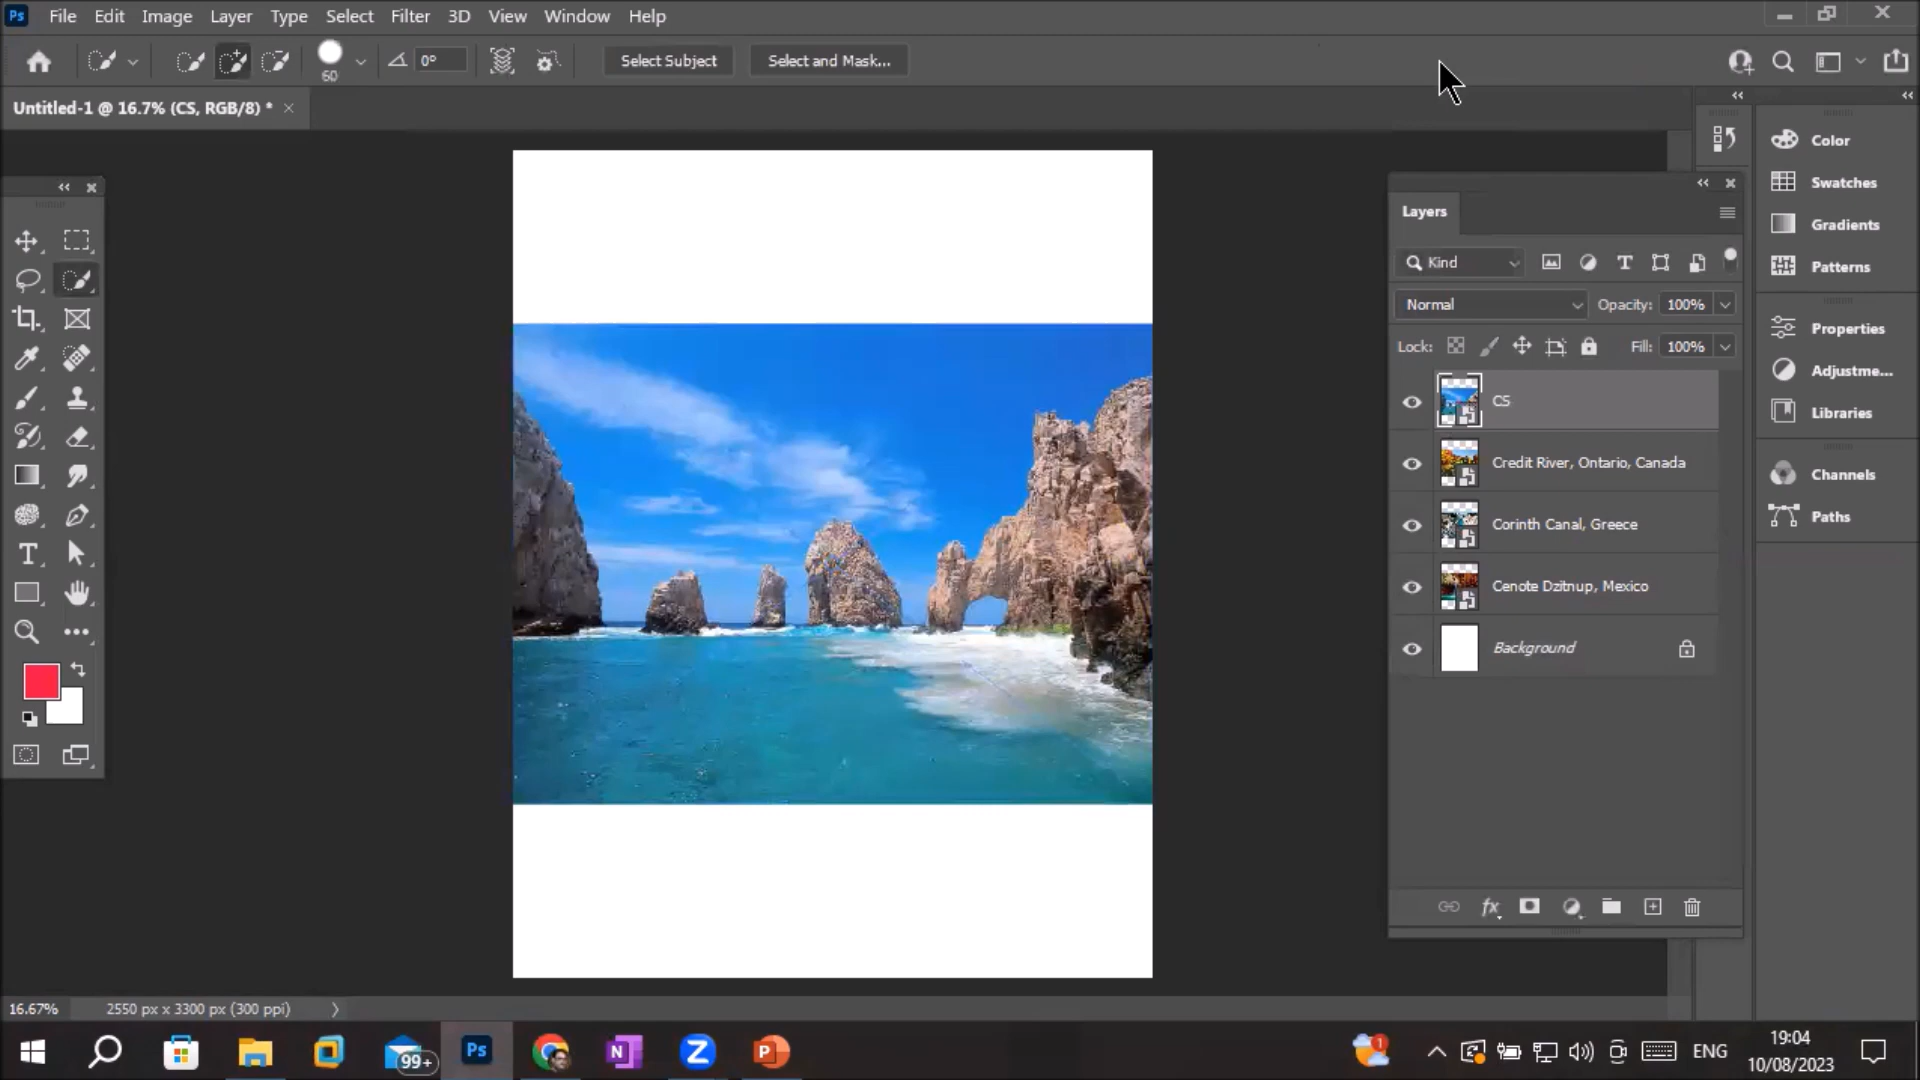 Ps File Edit Image Layer Type Select Filter 3D View Window Help
60 0° Select Subject Select and Mask...
Untitled-1 @ 16.7% (CS, RGB/8) *
Color
Swatches
Gradients
Patterns
Properties
Adjustme...
Libraries
Channels
Paths
Layers
Kind
Normal Opacity: 100%
Lock: Fill: 100%
CS
Credit River, Ontario, Canada
Corinth Canal, Greece
Cenote Dzitnup, Mexico
Background
fx
T
16.67% 2550 px x 3300 px (300 ppi)
99+ Ps N Z P 1 ENG
19:04
10/08/2023